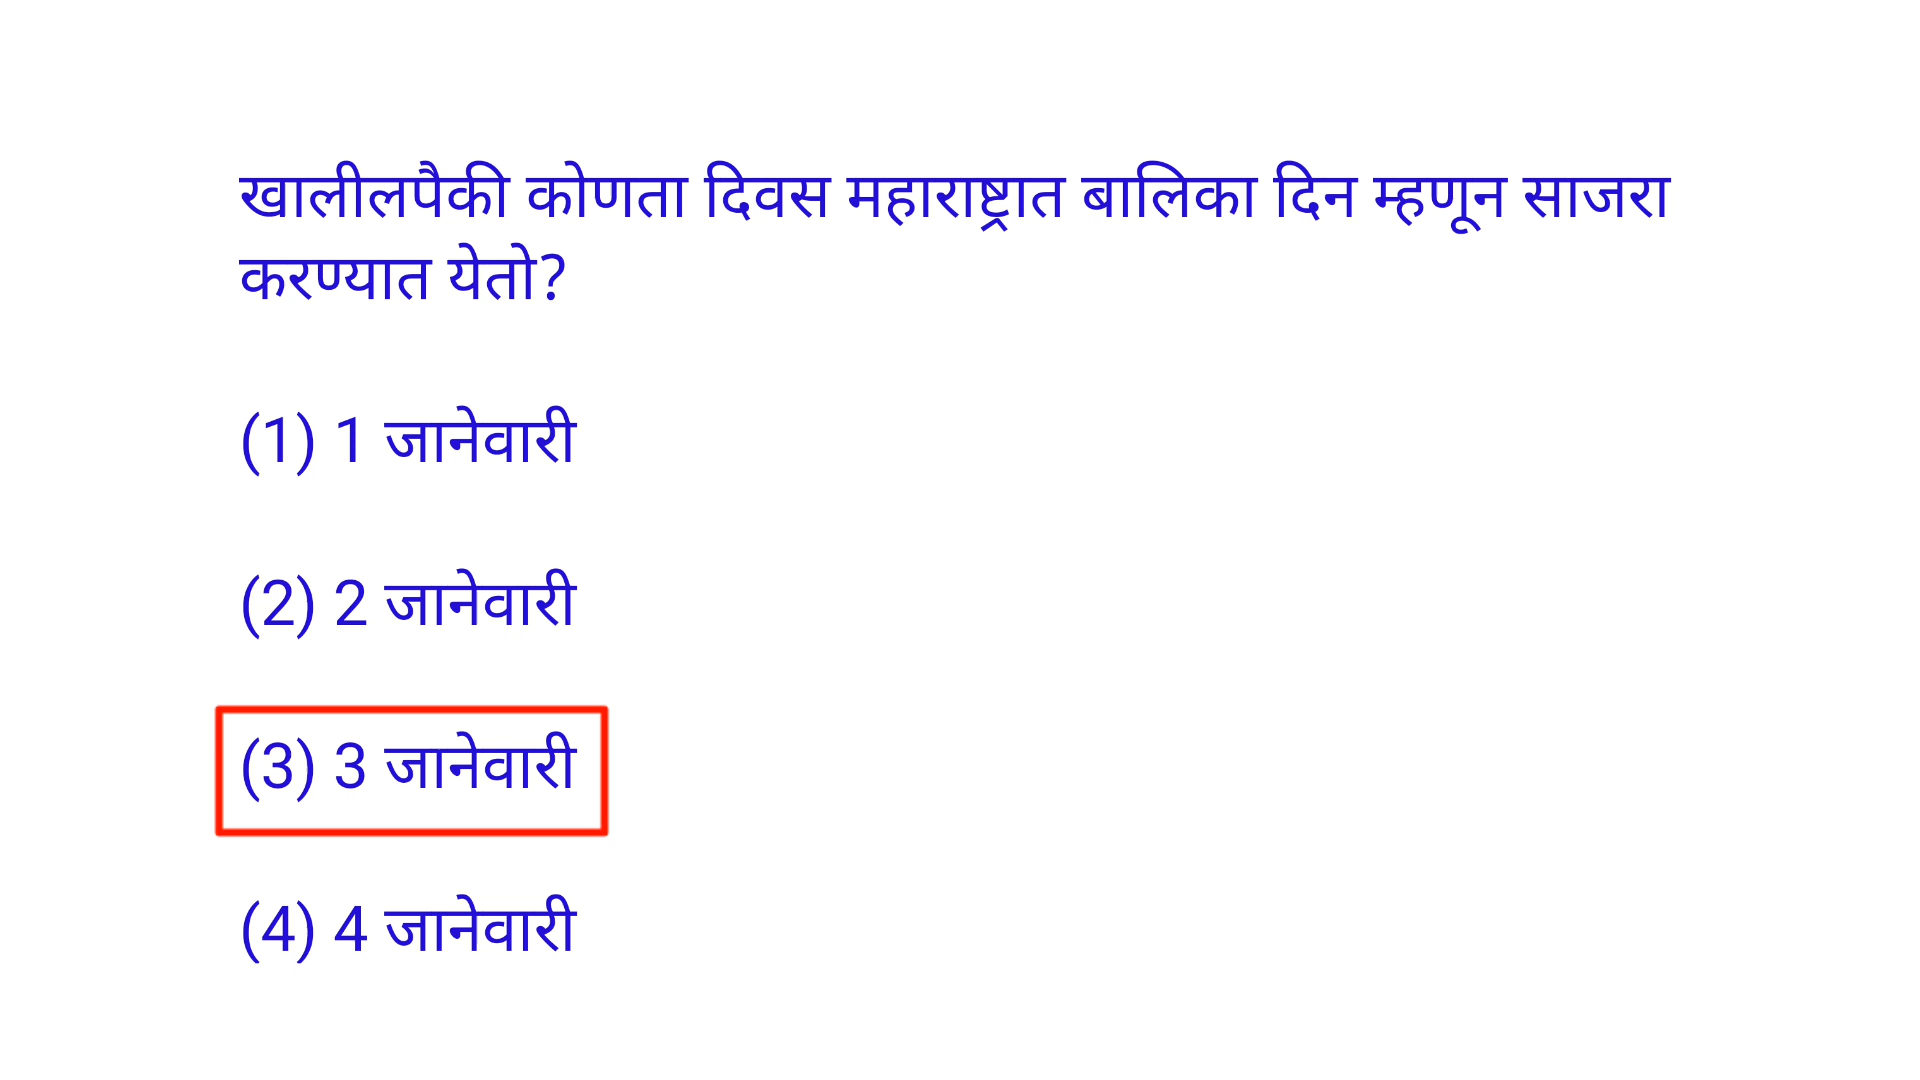 खालीलपैकी कोणता दिवस महाराष्ट्रात बालिका दिन म्हणून साजरा
करण्यात येतो?
(1) 1 जानेवारी
(2) 2 जानेवारी
(3) 3 जानेवारी
(4) 4 जानेवारी